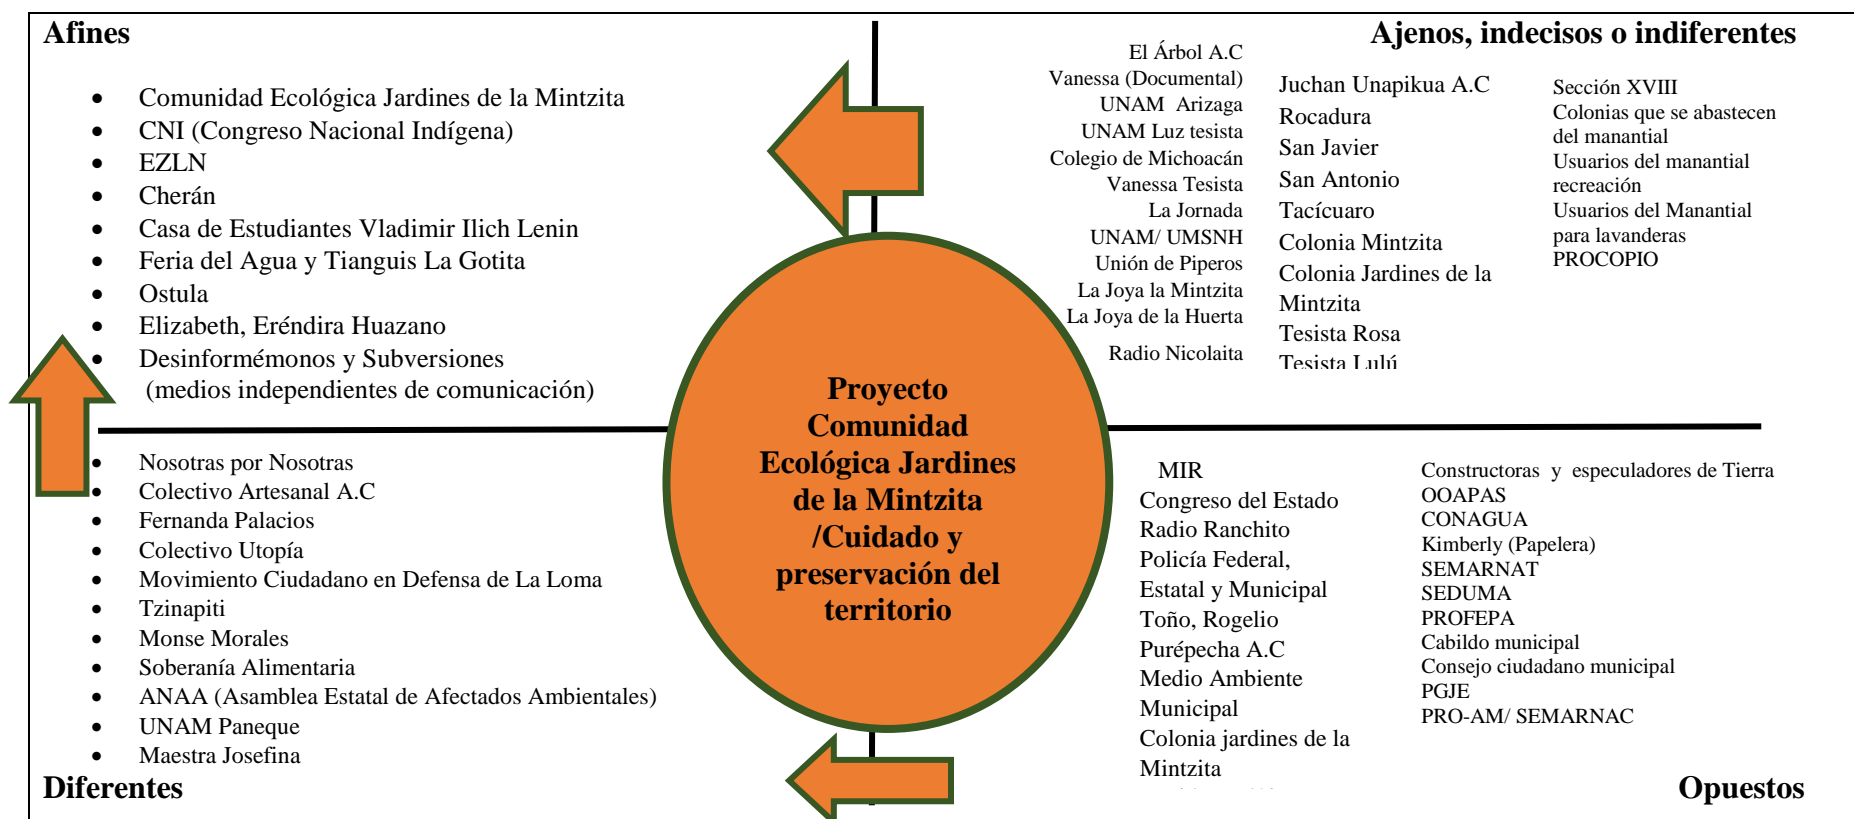 Afines
Comunidad Ecológica Jardines de la Mintzita
CNI (Congreso Nacional Indígena)
EZLN
Cherán
Casa de Estudiantes Vladimir Ilich Lenin
Feria del Agua y Tianguis La Gotita
Ostula
Elizabeth, Eréndira Huazano
Desinformémonos y Subversiones
(medios independientes de comunicación)
Ajenos, indecisos o indiferentes
El Árbol A.C
Vanessa (Documental)
UNAM Arizaga
UNAM Luz tesista
Colegio de Michoacán
Vanessa Tesista
La Jornada
UNAM/ UMSNH
Unión de Piperos
La Joya la Mintzita
La Joya de la Huerta
Radio Nicolaita
Juchan Unapikua A.C
Rocadura
San Javier
San Antonio
Tacícuaro
Colonia Mintzita
Colonia Jardines de la
Mintzita
Tesista Rosa
Tesista Lulú
Sección XVIII
Colonias que se abastecen
del manantial
Usuarios del manantial
recreación
Usuarios del Manantial
para lavanderas
PROCOPIO
Proyecto
Comunidad
Ecológica Jardines
de la Mintzita
/Cuidado y
preservación del
territorio
Nosotras por Nosotras
Colectivo Artesanal A.C
Fernanda Palacios
Colectivo Utopía
Movimiento Ciudadano en Defensa de La Loma
Tzinapiti
Monse Morales
Soberanía Alimentaria
ANAA (Asamblea Estatal de Afectados Ambientales)
UNAM Paneque
Maestra Josefina
Diferentes
MIR
Congreso del Estado
Radio Ranchito
Policía Federal,
Estatal y Municipal
Toño, Rogelio
Purépecha A.C
Medio Ambiente
Municipal
Colonia jardines de la
Mintzita
Constructoras y especuladores de Tierra
OOAPAS
CONAGUA
Kimberly (Papelera)
SEMARNAT
SEDUMA
PROFEPA
Cabildo municipal
Consejo ciudadano municipal
PGJE
PRO-AM/ SEMARNAC
Opuestos